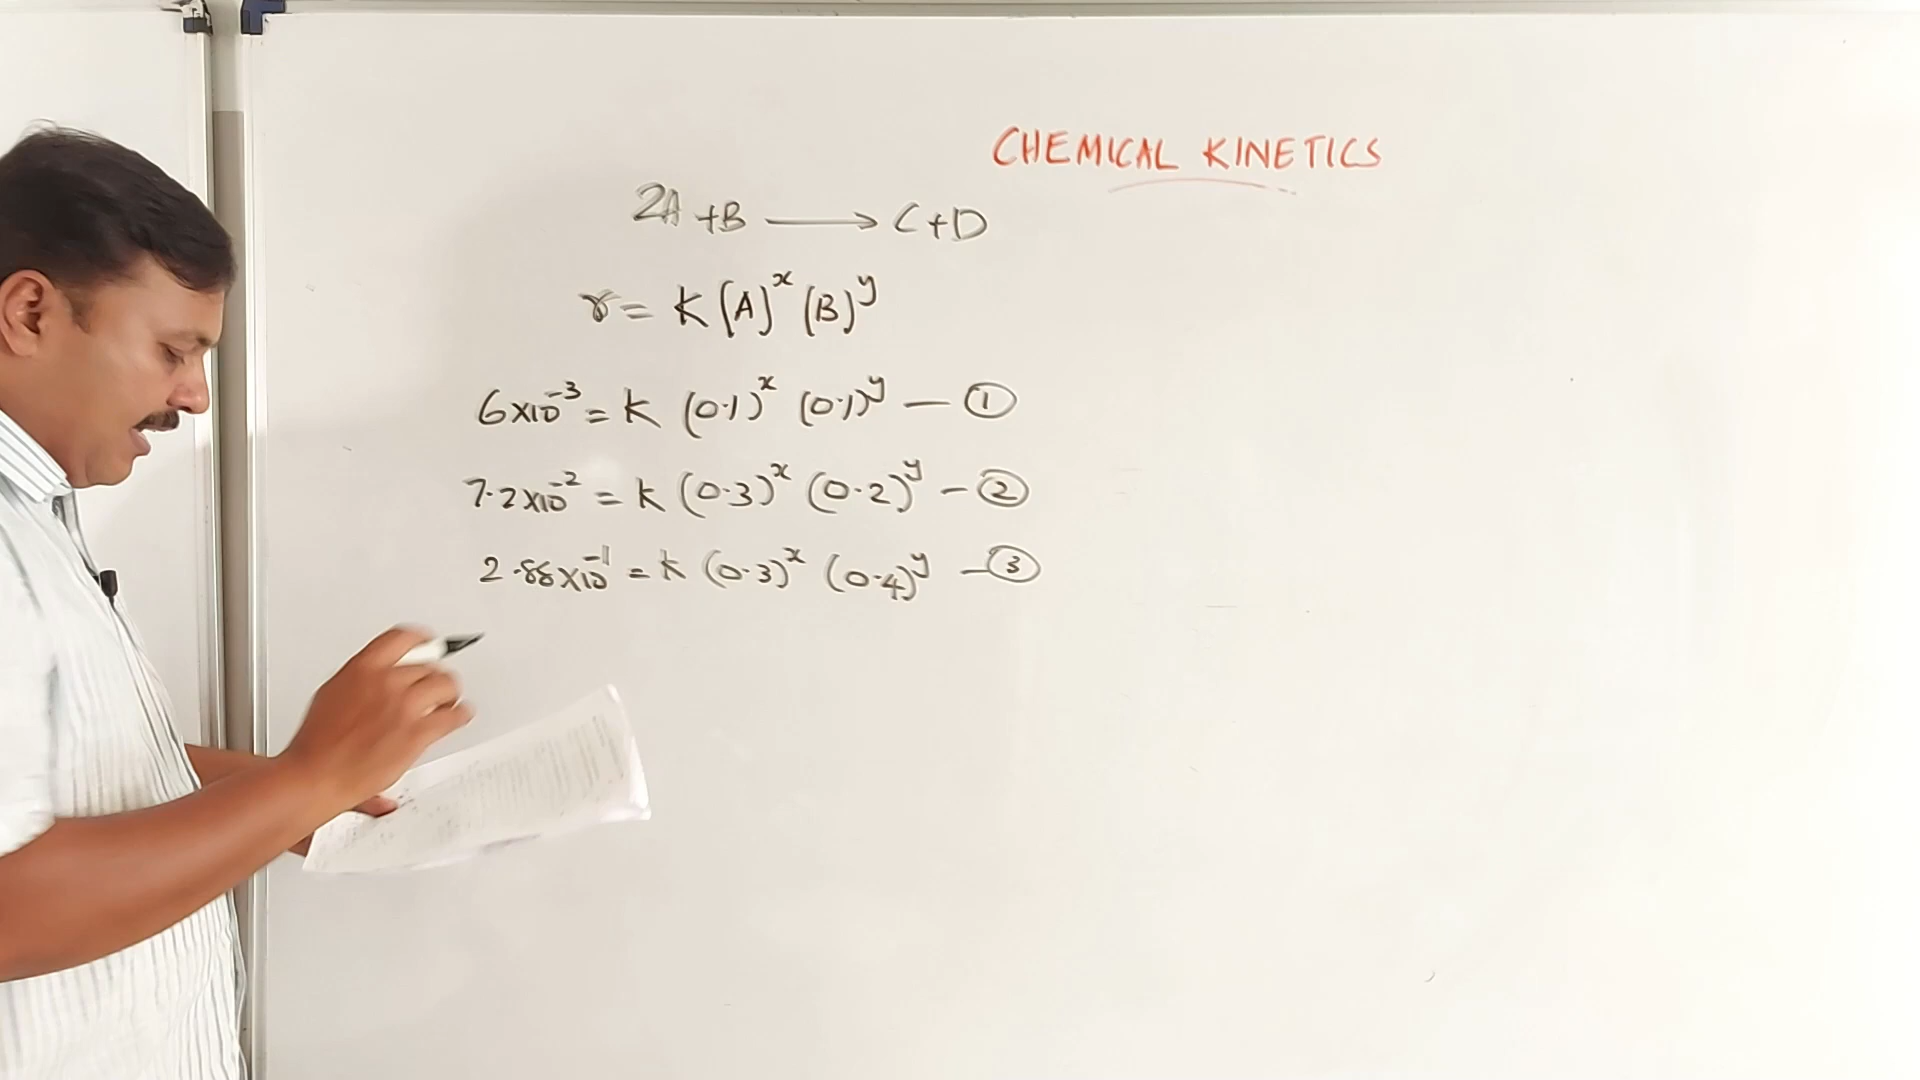 CHEMICAL KINETICS
2A + B ⟶ C + D
r = K (A)^x (B)^y
6×10^-3 = K (0.1)^x (0.1)^y — ①
7.2×10^-2 = K (0.3)^x (0.2)^y — ②
2.88×10^-1 = K (0.3)^x (0.4)^y — ③